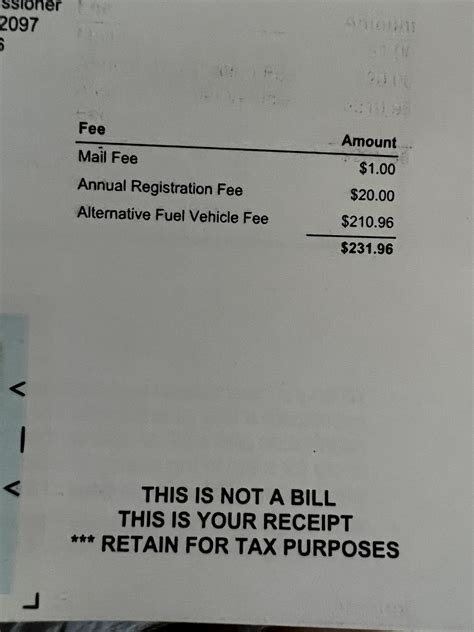 ssioner
2097
6
Fee Amount
Mail Fee $1.00
Annual Registration Fee $20.00
Alternative Fuel Vehicle Fee $210.96
$231.96
<
|
<
THIS IS NOT A BILL
THIS IS YOUR RECEIPT
*** RETAIN FOR TAX PURPOSES